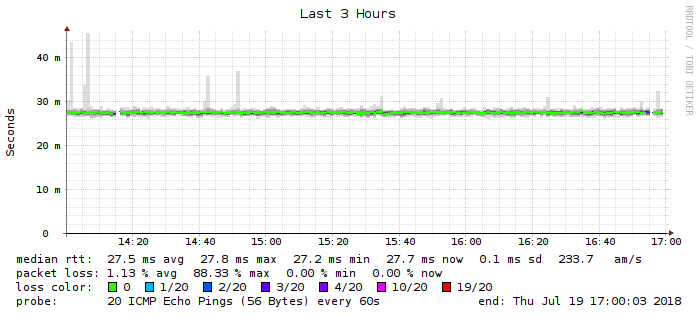 Last 3 Hours
RRDTOOL / TOBI OETIKER
Seconds
40 m
30 m
20 m
10 m
0
14:20 14:40 15:00 15:20 15:40 16:00 16:20 16:40 17:00
median rtt: 27.5 ms avg 27.8 ms max 27.2 ms min 27.7 ms now 0.1 ms sd 233.7 am/s
packet loss: 1.13 % avg 88.33 % max 0.00 % min 0.00 % now
loss color: 0 1/20 2/20 3/20 4/20 10/20 19/20
probe: 20 ICMP Echo Pings (56 Bytes) every 60s end: Thu Jul 19 17:00:03 2018